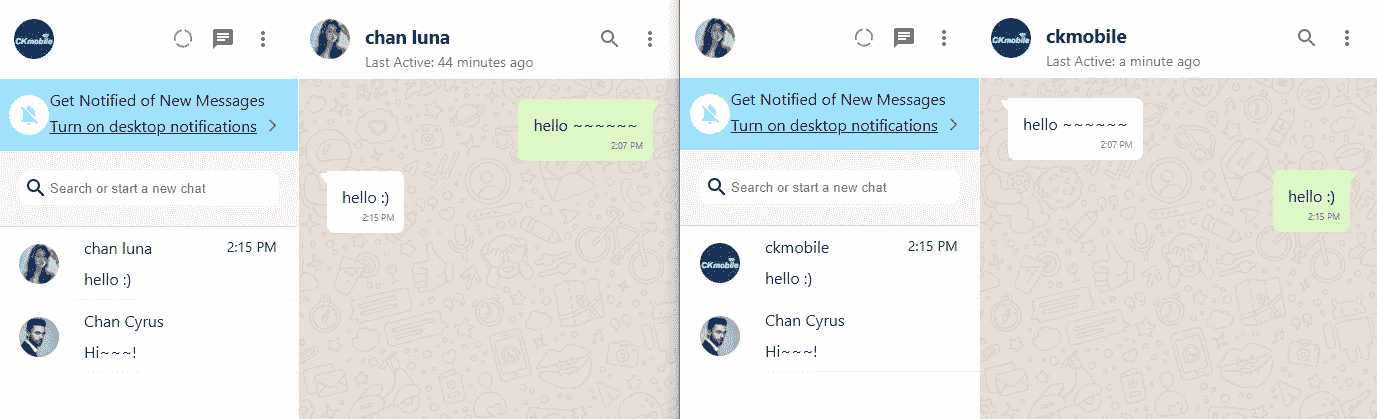 CKmobile
chan luna
Last Active: 44 minutes ago
Get Notified of New Messages
Turn on desktop notifications
Search or start a new chat
chan luna 2:15 PM
hello :)
Chan Cyrus
Hi~~~!
hello ~~~~~~
2:07 PM
hello :)
2:15 PM
ckmobile
Last Active: a minute ago
Get Notified of New Messages
Turn on desktop notifications
Search or start a new chat
CKmobile
ckmobile 2:15 PM
hello :)
Chan Cyrus
Hi~~~!
CKmobile
hello ~~~~~~
2:07 PM
hello :)
2:15 PM